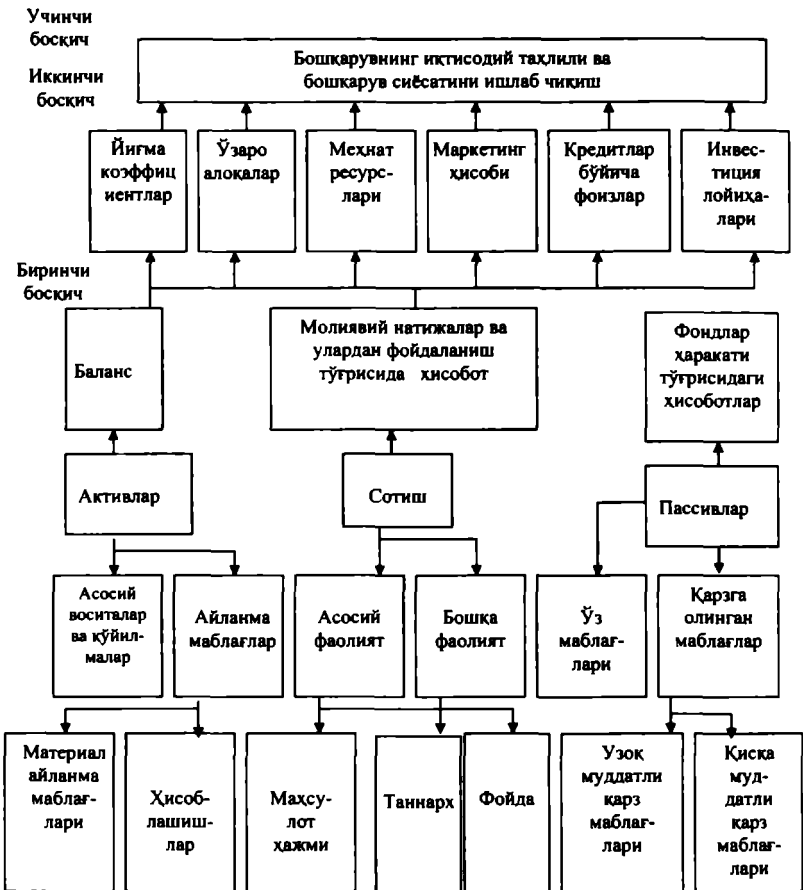 Учинчи
босқич
Бошқарувнинг иқтисодий таҳлили ва
бошқарув сиёсатини ишлаб чиқиш
Иккинчи
босқич
Йиғма
коэффиц
иентлар
Ўзаро
алоқалар
Меҳнат
ресурс-
лари
Маркетинг
ҳисоби
Кредитлар
бўйича
фоизлар
Инвес-
тиция
лойиҳа-
лари
Биринчи
босқич
Баланс
Молиявий натижалар ва
улардан фойдаланиш
тўғрисида ҳисобот
Фондлар
ҳаракати
тўғрисидаги
ҳисоботлар
Активлар
Сотиш
Пассивлар
Асосий
воситалар
ва қўйил-
малар
Айланма
маблағлар
Асосий
фаолият
Бошқа
фаолият
Ўз
маблағ-
лари
Қарзга
олинган
маблағлар
Материал
айланма
маблағ-
лари
Ҳисоб-
лашиш-
лар
Маҳсу-
лот
ҳажми
Таннарх
Фойда
Узоқ
муддатли
қарз
маблағ-
лари
Қисқа
муд-
датли
қарз
маблағ-
лари